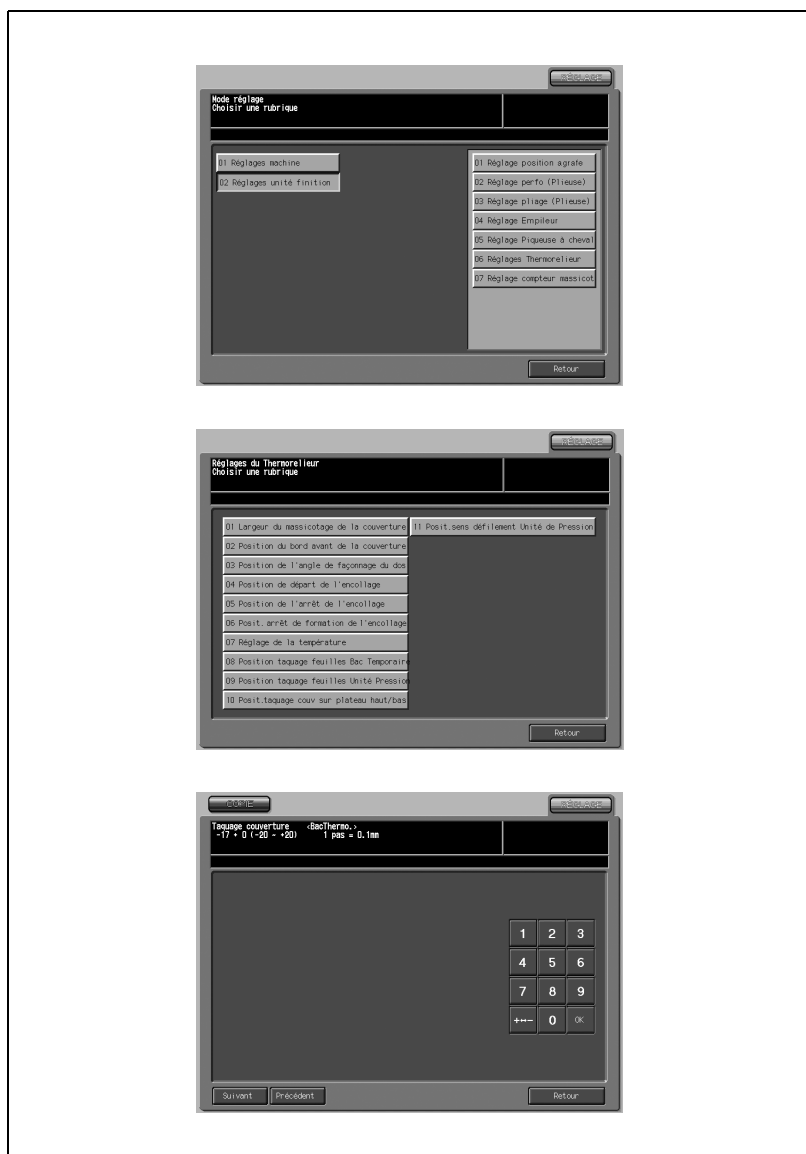 RÉGLAGE
Mode réglage
Choisir une rubrique
01 Réglages machine
02 Réglages unité finition
01 Réglage position agrafe
02 Réglage perfo (Plieuse)
03 Réglage pliage (Plieuse)
04 Réglage Empileur
05 Réglage Piqueuse à cheval
06 Réglages Thermorelieur
07 Réglage compteur massicot
Retour
RÉGLAGE
Réglages du Thermorelieur
Choisir une rubrique
01 Largeur du massicotage de la couverture
02 Position du bord avant de la couverture
03 Position de l'angle de façonnage du dos
04 Position de départ de l'encollage
05 Position de l'arrêt de l'encollage
06 Posit. arrêt de formation de l'encollage
07 Réglage de la température
08 Position taquage feuilles Bac Temporaire
09 Position taquage feuilles Unité Pression
10 Posit.taquage couv sur plateau haut/bas
11 Posit.sens défilement Unité de Pression
Retour
COPIE
RÉGLAGE
Taquage couverture <BacThermo.>
-17 + 0 (-20 ~ +20) 1 pas = 0.1mm
1 2 3
4 5 6
7 8 9
+↔- 0 OK
Suivant Précédent Retour